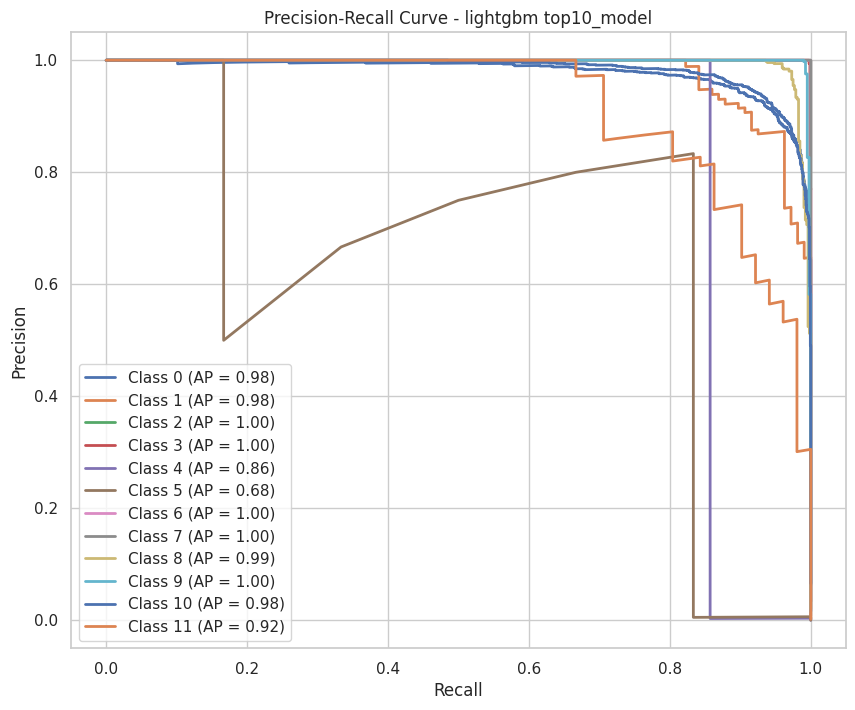 Precision-Recall Curve - lightgbm top10_model
1.0
0.8
0.6
0.4
0.2
0.0
Precision
Class 0 (AP = 0.98)
Class 1 (AP = 0.98)
Class 2 (AP = 1.00)
Class 3 (AP = 1.00)
Class 4 (AP = 0.86)
Class 5 (AP = 0.68)
Class 6 (AP = 1.00)
Class 7 (AP = 1.00)
Class 8 (AP = 0.99)
Class 9 (AP = 1.00)
Class 10 (AP = 0.98)
Class 11 (AP = 0.92)
0.0 0.2 0.4 0.6 0.8 1.0
Recall